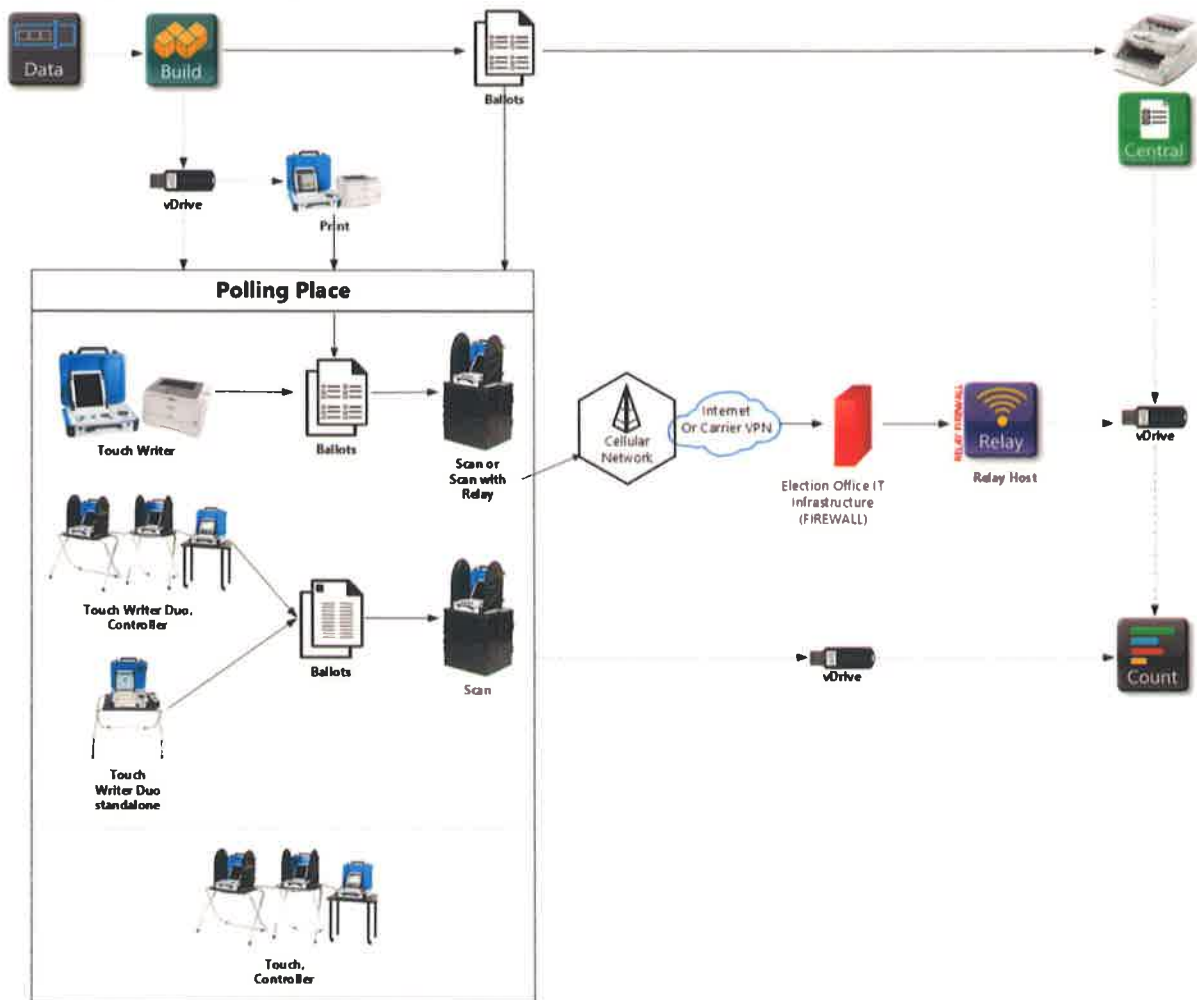 Data
Build
Ballots
Central
vDrive
Print
Polling Place
Touch Writer
Ballots
Scan or
Scan with
Relay
Cellular
Network
Internet
Or Carrier VPN
Election Office IT
Infrastructure
(FIREWALL)
RELAY FIREWALL
Relay
Relay Host
vDrive
Touch Writer Duo,
Controller
Ballots
Scan
vDrive
Count
Touch
Writer Duo
standalone
Touch,
Controller